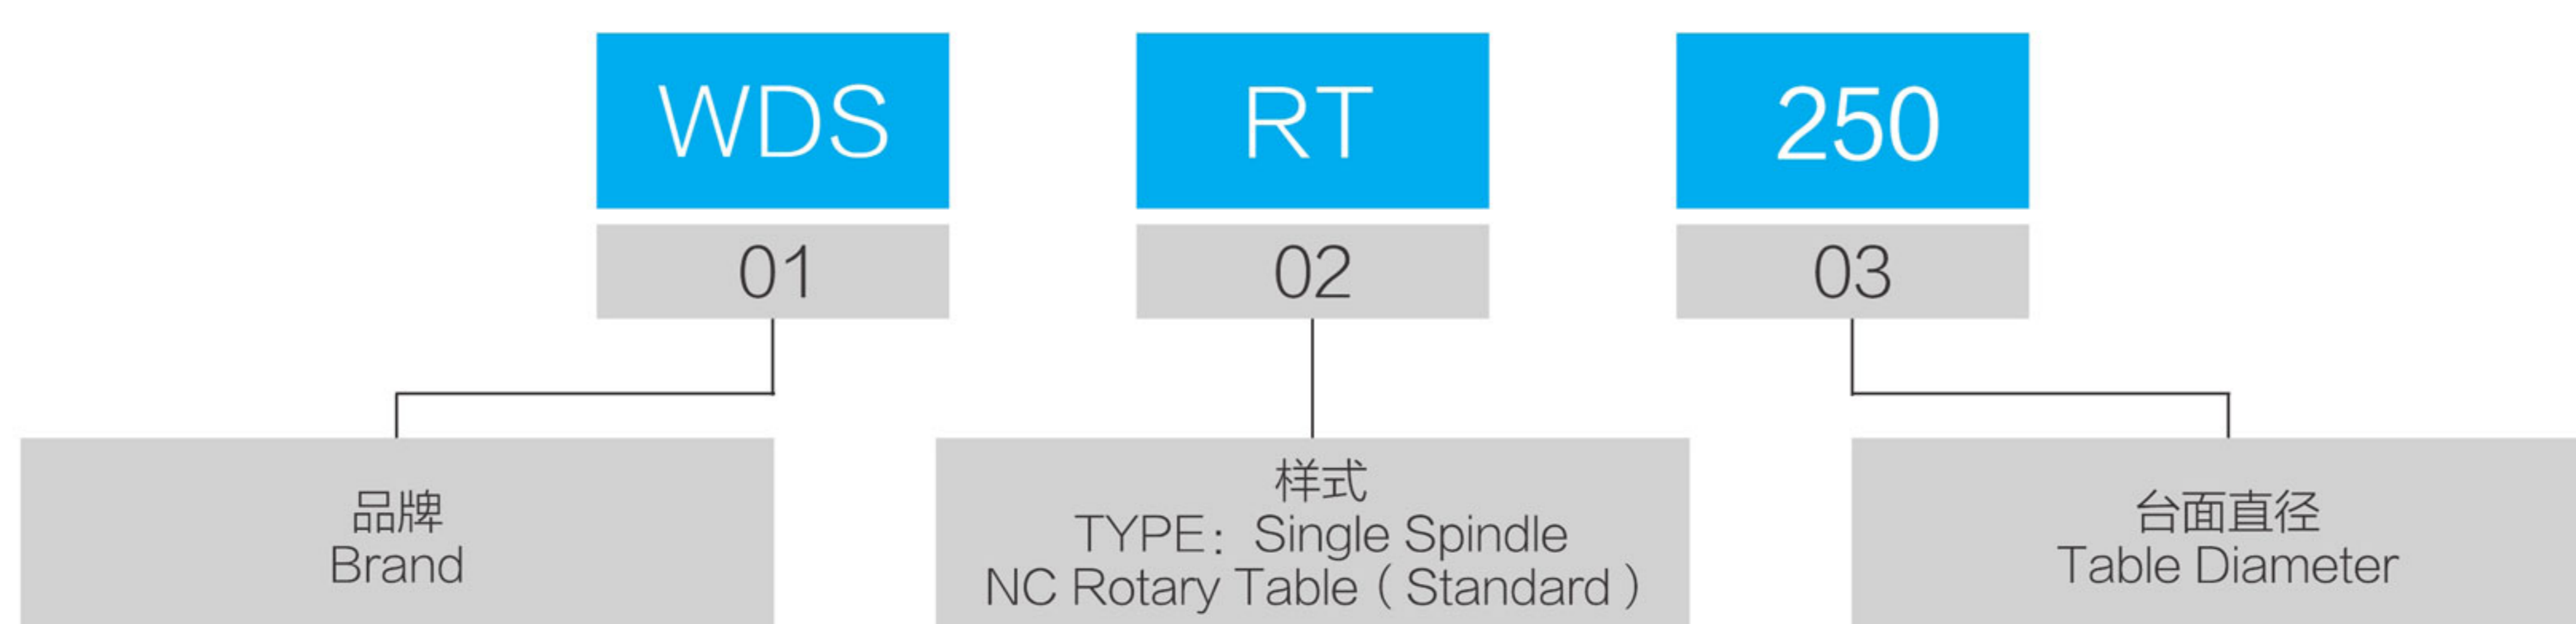 WDS
RT
250
01
02
03
品牌
Brand
样式
TYPE：Single Spindle
NC Rotary Table（Standard）
台面直径
Table Diameter